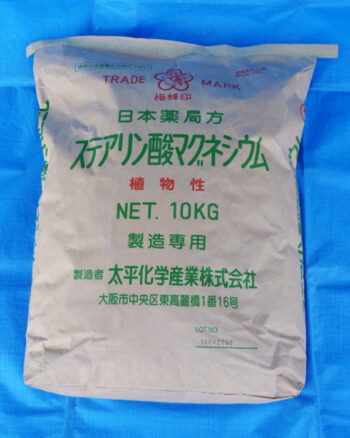 TRADE MARK
梅蜂印
日本薬局方
ステアリン酸マグネシウム
植物性
NET. 10KG
製造専用
製造者 太平化学産業株式会社
大阪市中央区東高麗橋1番16号
LOT NO.